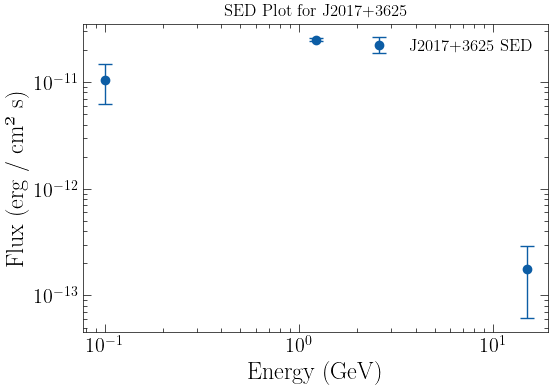 SED Plot for J2017+3625
J2017+3625 SED
10⁻¹¹
10⁻¹²
10⁻¹³
Flux (erg / cm² s)
10⁻¹ 10⁰ 10¹
Energy (GeV)